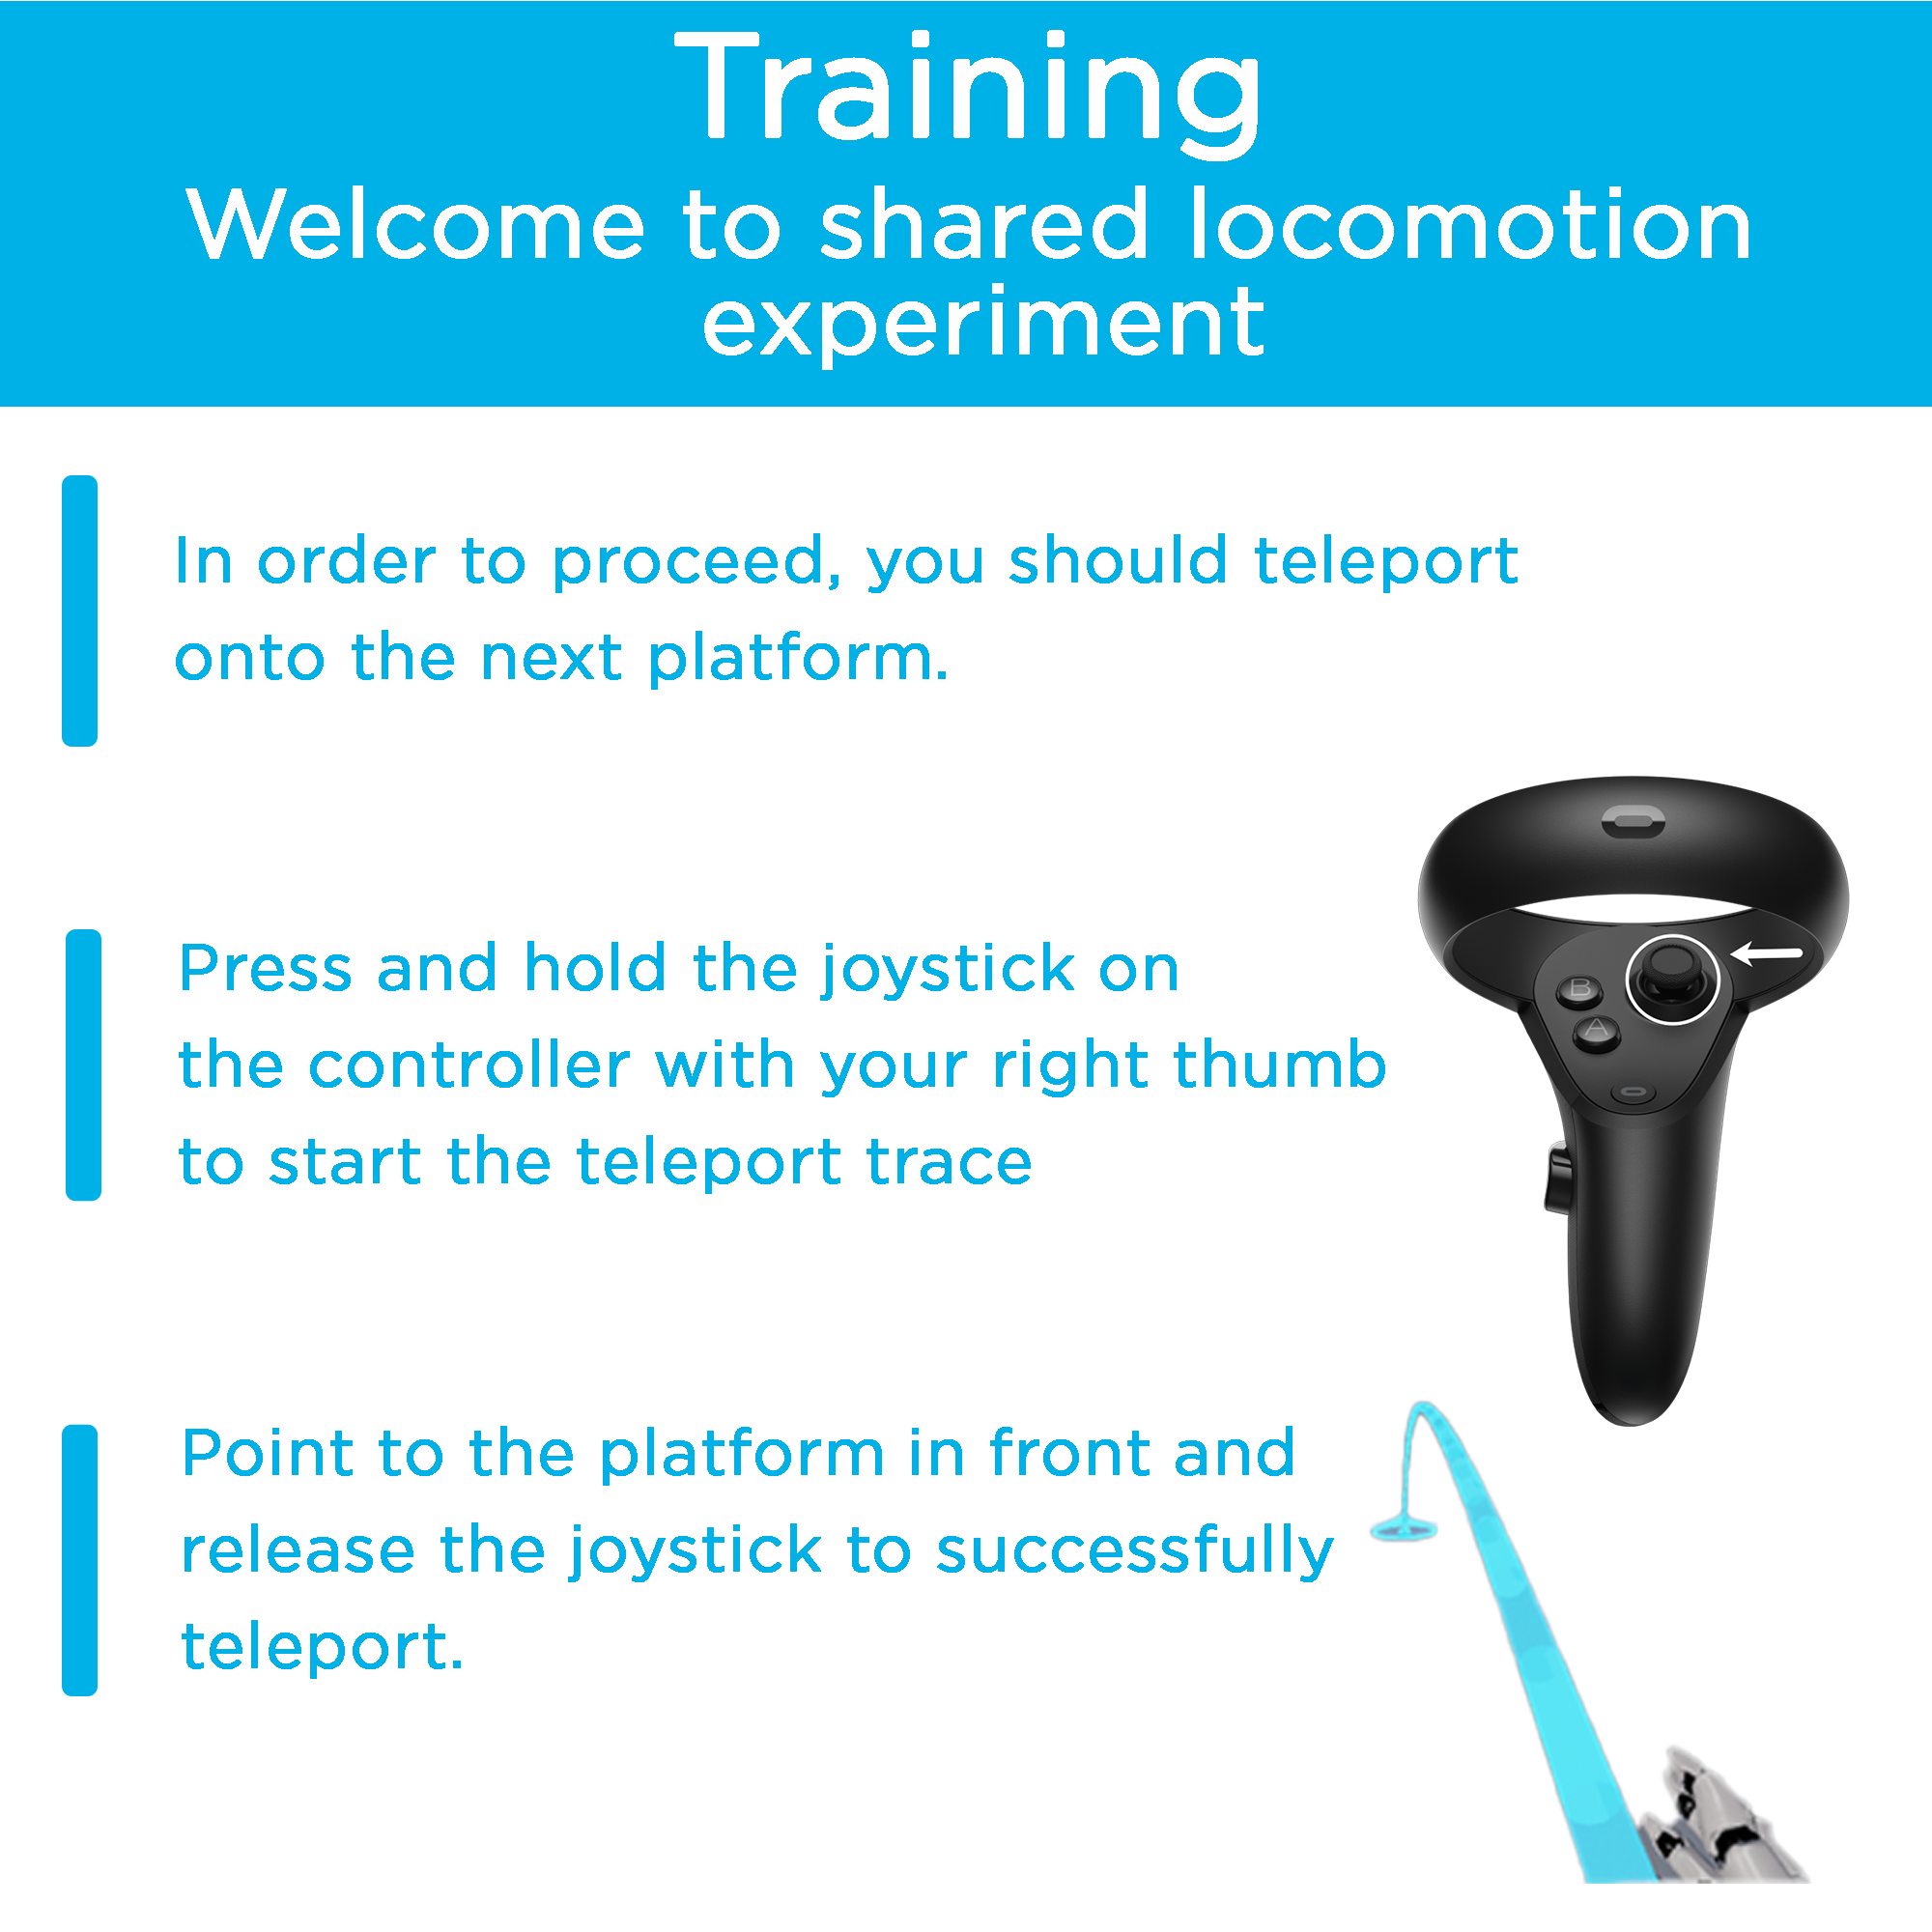 Training
Welcome to shared locomotion
experiment
In order to proceed, you should teleport
onto the next platform.
Press and hold the joystick on
the controller with your right thumb
to start the teleport trace
B
A
Point to the platform in front and
release the joystick to successfully
teleport.